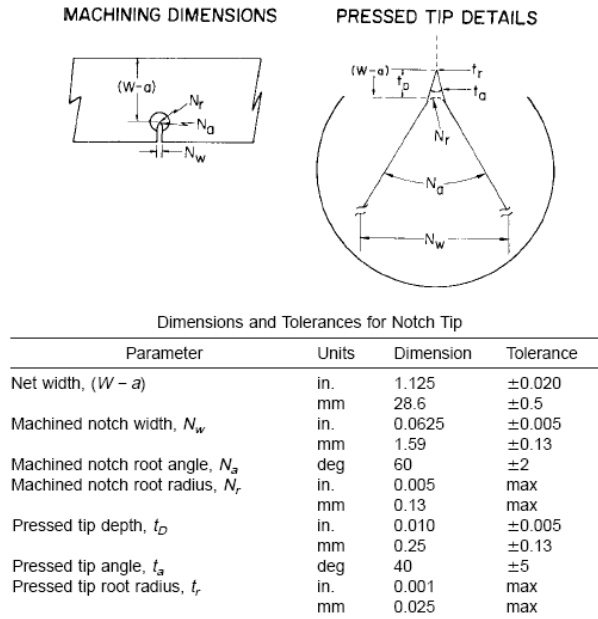 MACHINING DIMENSIONS
PRESSED TIP DETAILS
(W-a)
Nr
Na
Nw
(W-a)
tD
tr
ta
Nr
Na
Nw
Dimensions and Tolerances for Notch Tip
Parameter Units Dimension Tolerance
Net width, (W – a) in. 1.125 ±0.020
mm 28.6 ±0.5
Machined notch width, Nw in. 0.0625 ±0.005
mm 1.59 ±0.13
Machined notch root angle, Na deg 60 ±2
Machined notch root radius, Nr in. 0.005 max
mm 0.13 max
Pressed tip depth, tD in. 0.010 ±0.005
mm 0.25 ±0.13
Pressed tip angle, ta deg 40 ±5
Pressed tip root radius, tr in. 0.001 max
mm 0.025 max